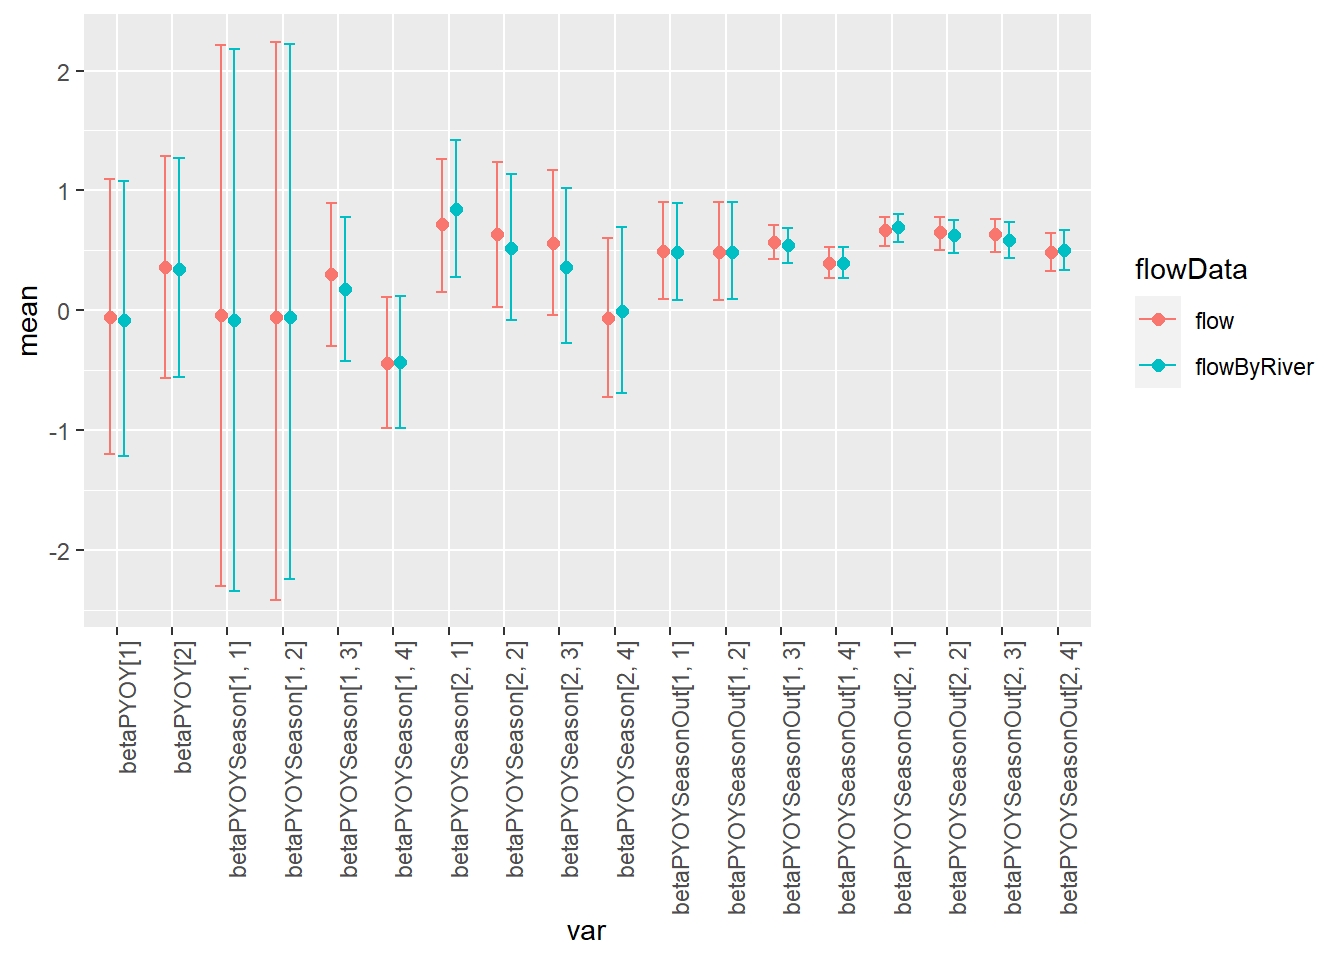 2
1
0
-1
-2
mean
betaPYOY[1]
betaPYOY[2]
betaPYOYSeason[1, 1]
betaPYOYSeason[1, 2]
betaPYOYSeason[1, 3]
betaPYOYSeason[1, 4]
betaPYOYSeason[2, 1]
betaPYOYSeason[2, 2]
betaPYOYSeason[2, 3]
betaPYOYSeason[2, 4]
betaPYOYSeasonOut[1, 1]
betaPYOYSeasonOut[1, 2]
betaPYOYSeasonOut[1, 3]
betaPYOYSeasonOut[1, 4]
betaPYOYSeasonOut[2, 1]
betaPYOYSeasonOut[2, 2]
betaPYOYSeasonOut[2, 3]
betaPYOYSeasonOut[2, 4]
var
flowData
flow
flowByRiver